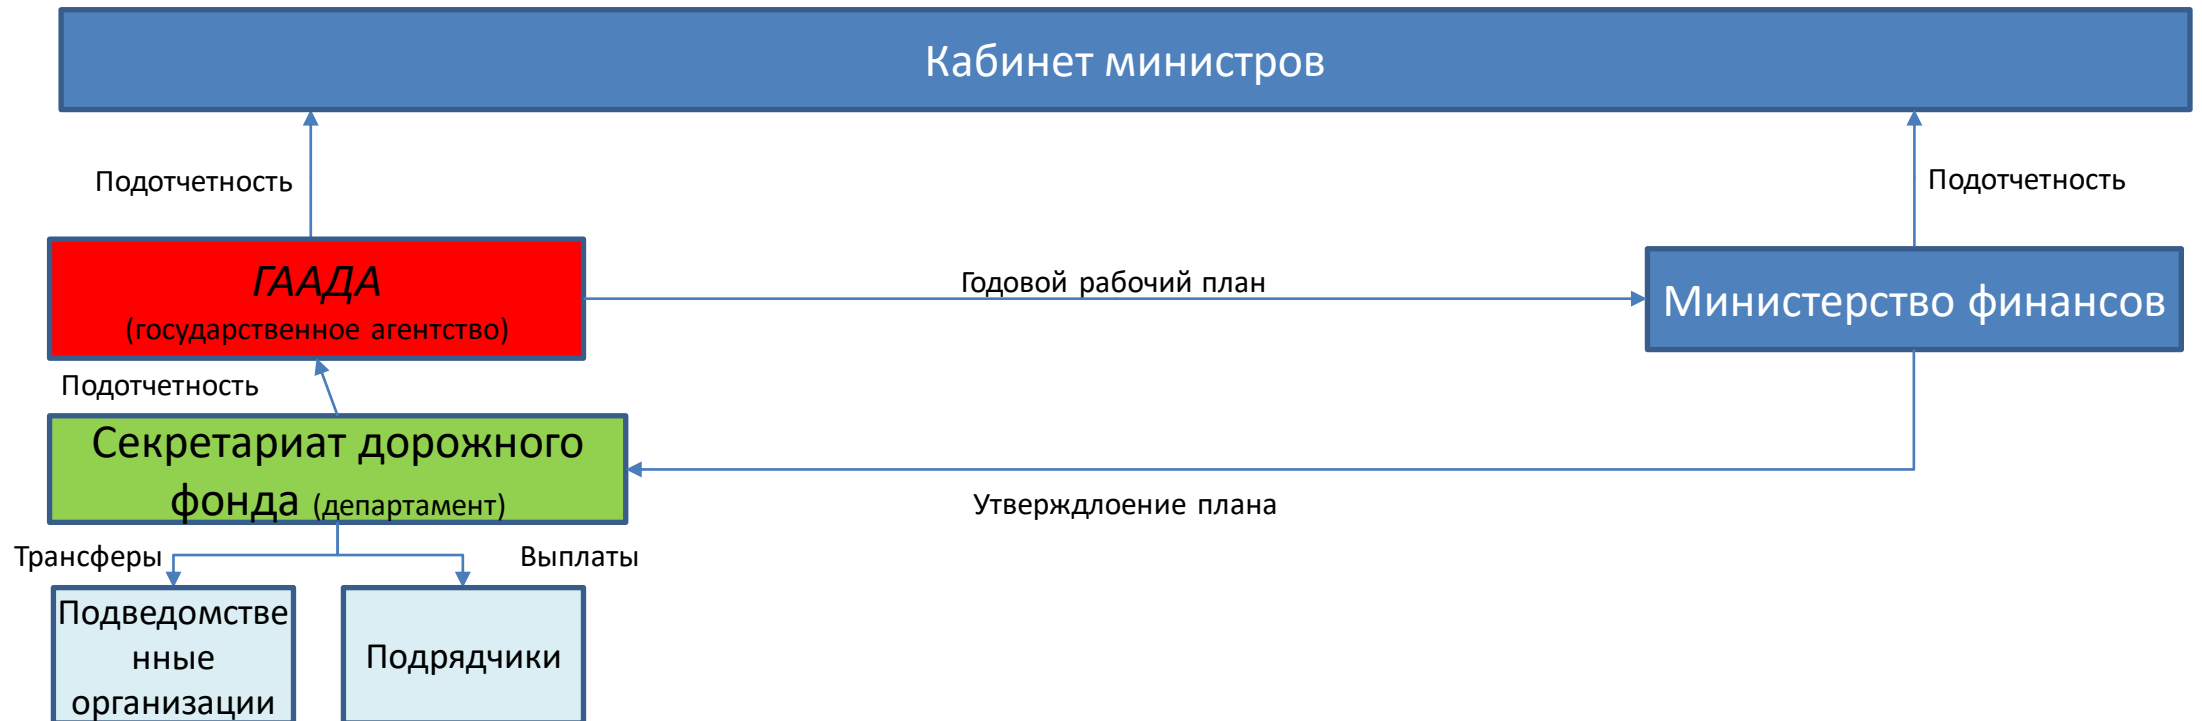 Кабинет министров
Подотчетность
Подотчетность
ГААДА
(государственное агентство)
Годовой рабочий план
Министерство финансов
Подотчетность
Секретариат дорожного
фонда (департамент)
Утверждлоение плана
Трансферы
Выплаты
Подведомстве
нные
организации
Подрядчики